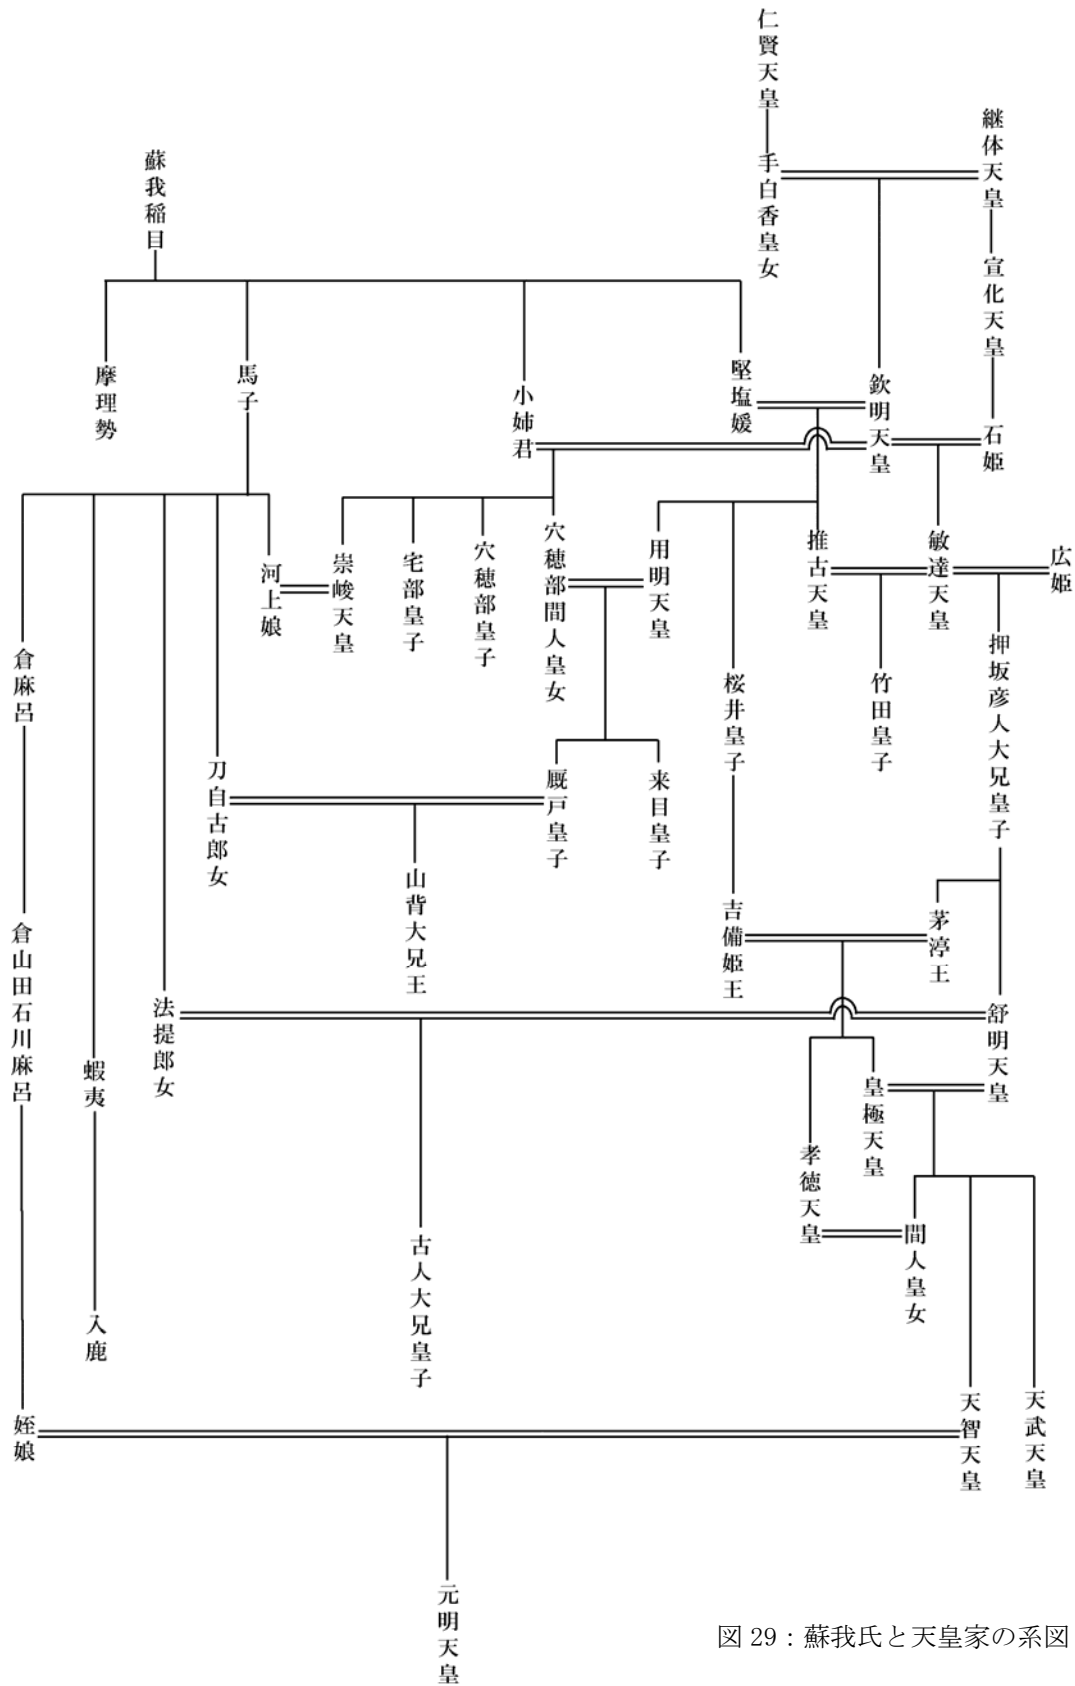 仁賢天皇
継体天皇
手白香皇女
蘇我稲目
宣化天皇
摩理勢
馬子
小姉君
堅塩媛
欽明天皇
石姫
河上娘
崇峻天皇
宅部皇子
穴穂部皇子
穴穂部間人皇女
用明天皇
推古天皇
敏達天皇
広姫
倉麻呂
桜井皇子
竹田皇子
押坂彦人大兄皇子
刀自古郎女
厩戸皇子
来目皇子
山背大兄王
吉備姫王
茅渟王
倉山田石川麻呂
蝦夷
法提郎女
舒明天皇
皇極天皇
孝徳天皇
間人皇女
入鹿
古人大兄皇子
姪娘
天智天皇
天武天皇
元明天皇
図 29：蘇我氏と天皇家の系図